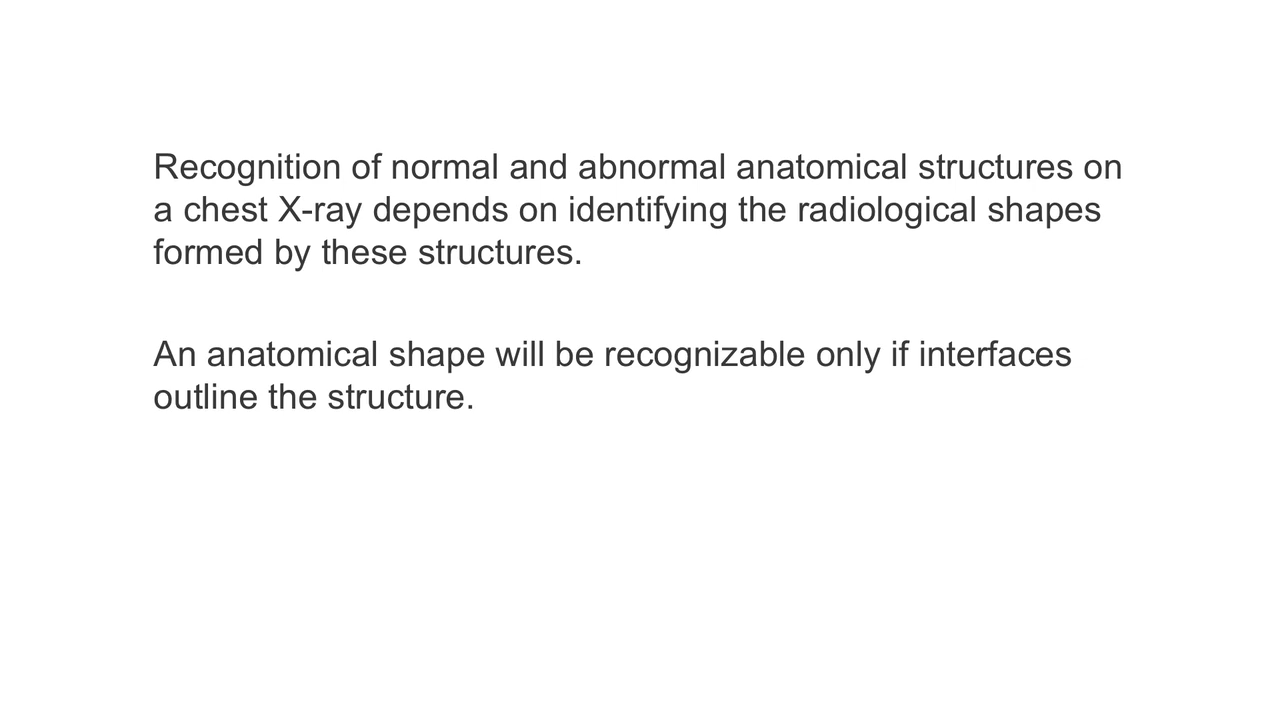 Recognition of normal and abnormal anatomical structures on
a chest X-ray depends on identifying the radiological shapes
formed by these structures.
An anatomical shape will be recognizable only if interfaces
outline the structure.